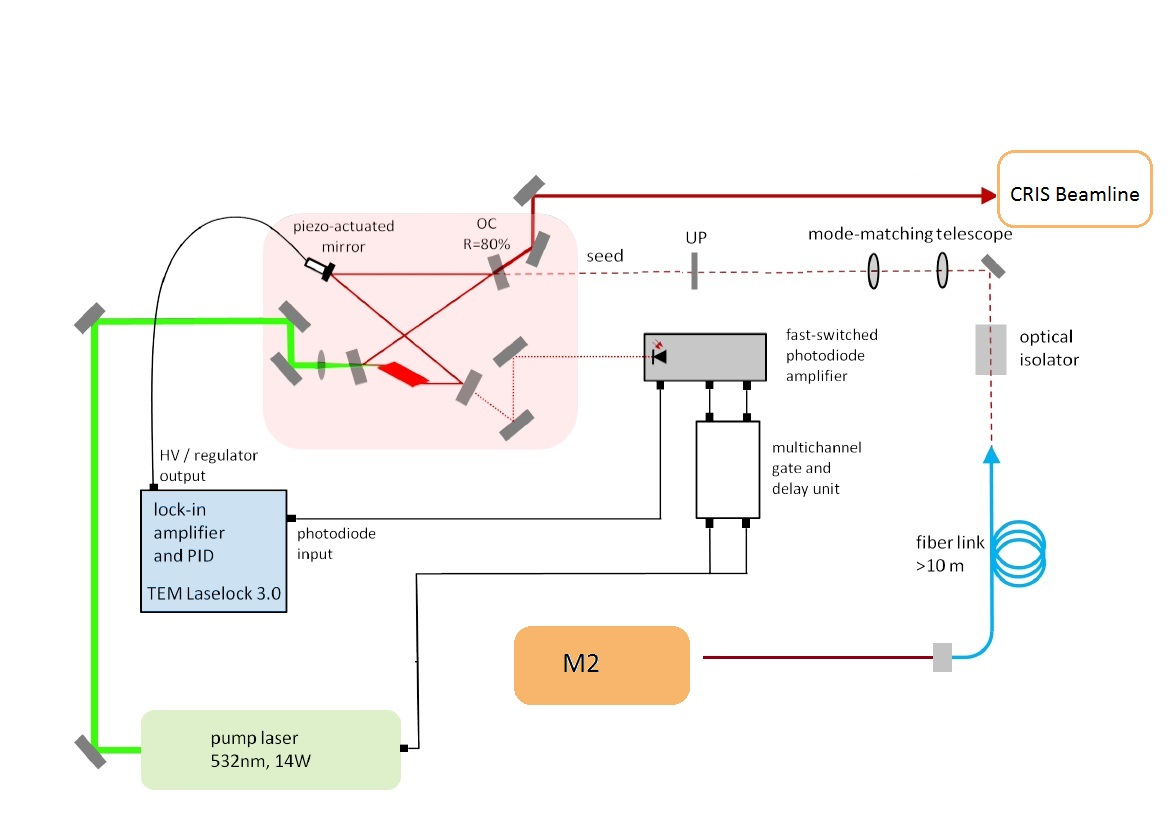 CRIS Beamline
piezo-actuated
mirror
OC
R=80%
seed
UP
mode-matching telescope
optical
isolator
fast-switched
photodiode
amplifier
multichannel
gate and
delay unit
HV / regulator
output
lock-in
amplifier
and PID
TEM Laselock 3.0
photodiode
input
fiber link
>10 m
M2
pump laser
532nm, 14W